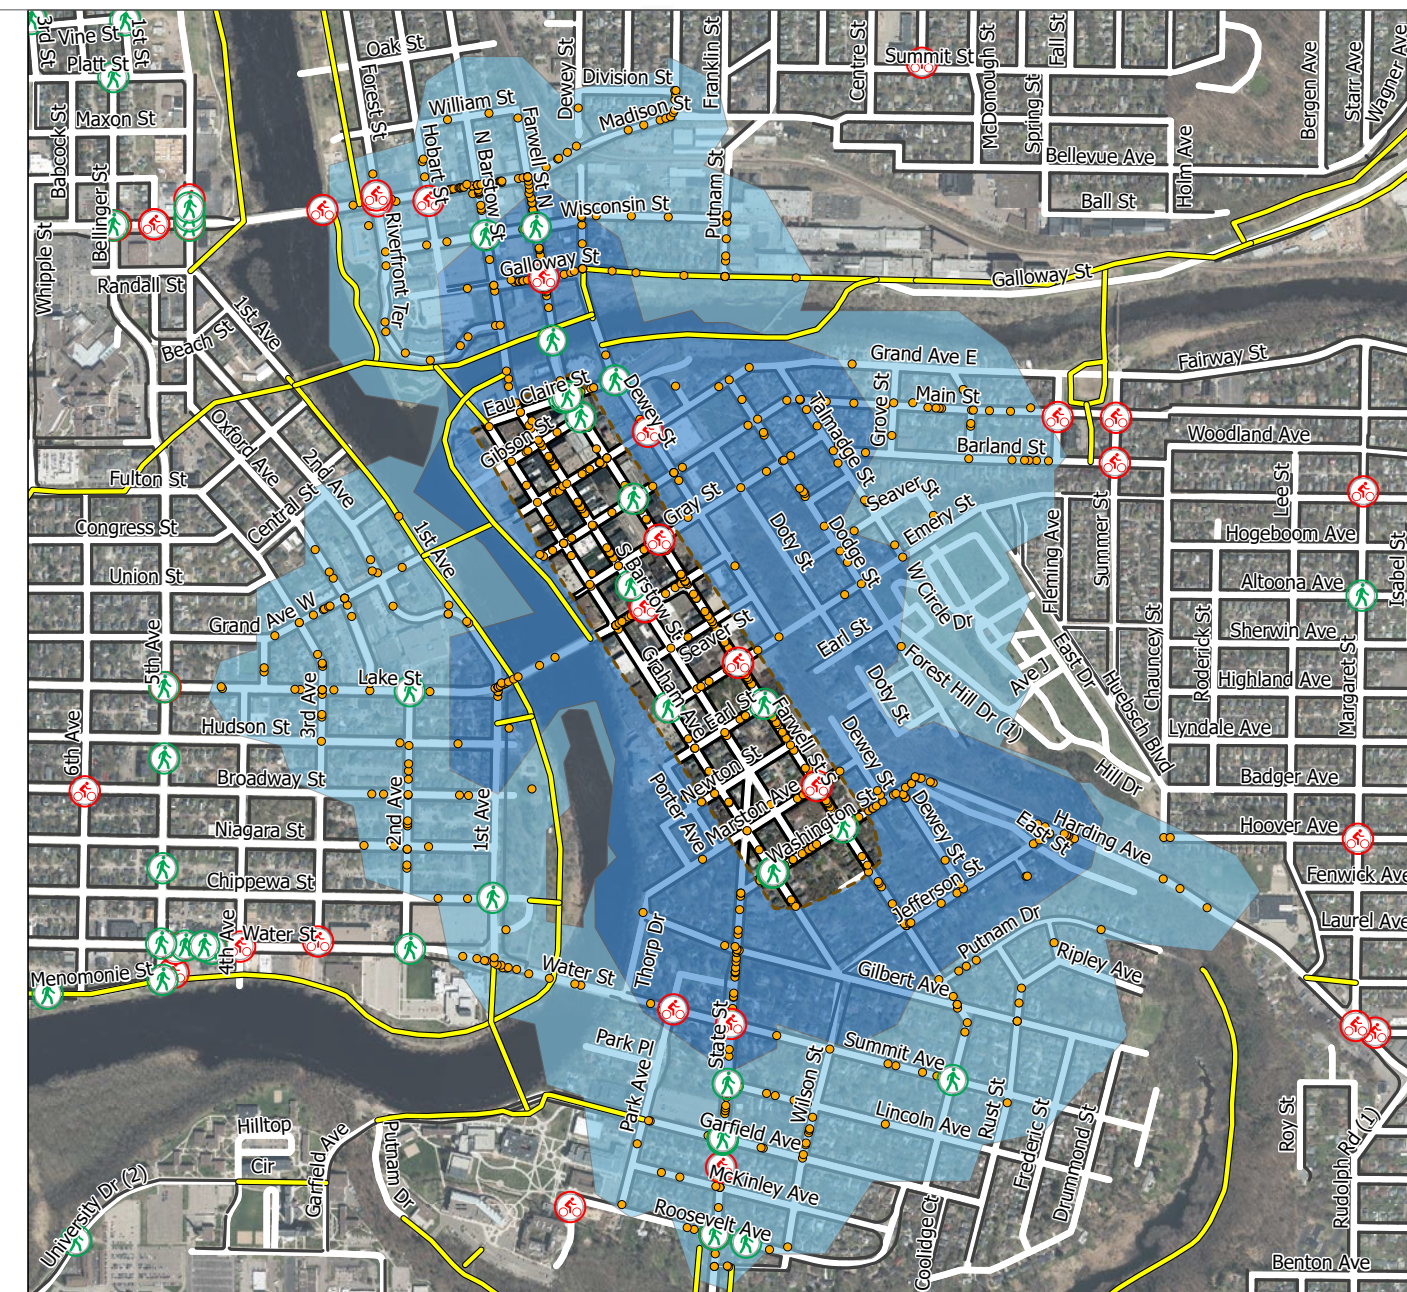 3rd St
Vine St
1st St
Platt St
Maxon St
Babcock St
Bellinger St
Whipple St
Randall St
Beach St
1st Ave
Oak St
Forest St
William St
Hobart St
N Barstow St
Farwell St N
Dewey St
Division St
Madison St
Franklin St
Putnam St
Wisconsin St
Riverfront Ter
Galloway St
Centre St
Summit St
McDonough St
Fall St
Spring St
Bellevue Ave
Ball St
Holm Ave
Bergen Ave
Starr Ave
Wagner Ave
Galloway St
Grand Ave E
Fairway St
Main St
Grove St
Barland St
Woodland Ave
Talmadge St
Eau Claire St
Gibson St
Dewey St
Oxford Ave
2nd Ave
Central St
Fulton St
Congress St
Union St
1st Ave
Gray St
Doty St
Dodge St
Seaver St
Emery St
W Circle Dr
Lee St
Hogeboom Ave
Isabel St
Altoona Ave
Sherwin Ave
Summer St
Fleming Ave
Chauncey St
Roderick St
Margaret St
Highland Ave
Lyndale Ave
Badger Ave
Hoover Ave
Fenwick Ave
Laurel Ave
Grand Ave W
5th Ave
Lake St
3rd Ave
Hudson St
6th Ave
Broadway St
2nd Ave
1st Ave
Niagara St
Chippewa St
4th Ave
Water St
Menomonie St
S Barstow St
Seaver St
Graham Ave
Earl St
Earl St
Farwell St S
Newton St
Marston Ave
Washington St
Porter Ave
Forest Hill Dr (1)
Ave J
East Dr
Huebsch Blvd
Hill Dr
Doty St
Dewey St
Dewey St
East St
Harding Ave
Jefferson St
Putnam Dr
Ripley Ave
Thorp Dr
Water St
Gilbert Ave
State St
Park Pl
Park Ave
Summit Ave
Wilson St
Lincoln Ave
Rust St
Garfield Ave
McKinley Ave
Roosevelt Ave
Frederic St
Drummond St
Coolidge Ct
Hilltop
Cir
Garfield Ave
Putnam Dr
University Dr (2)
Roy St
Rudolph Rd (1)
Benton Ave